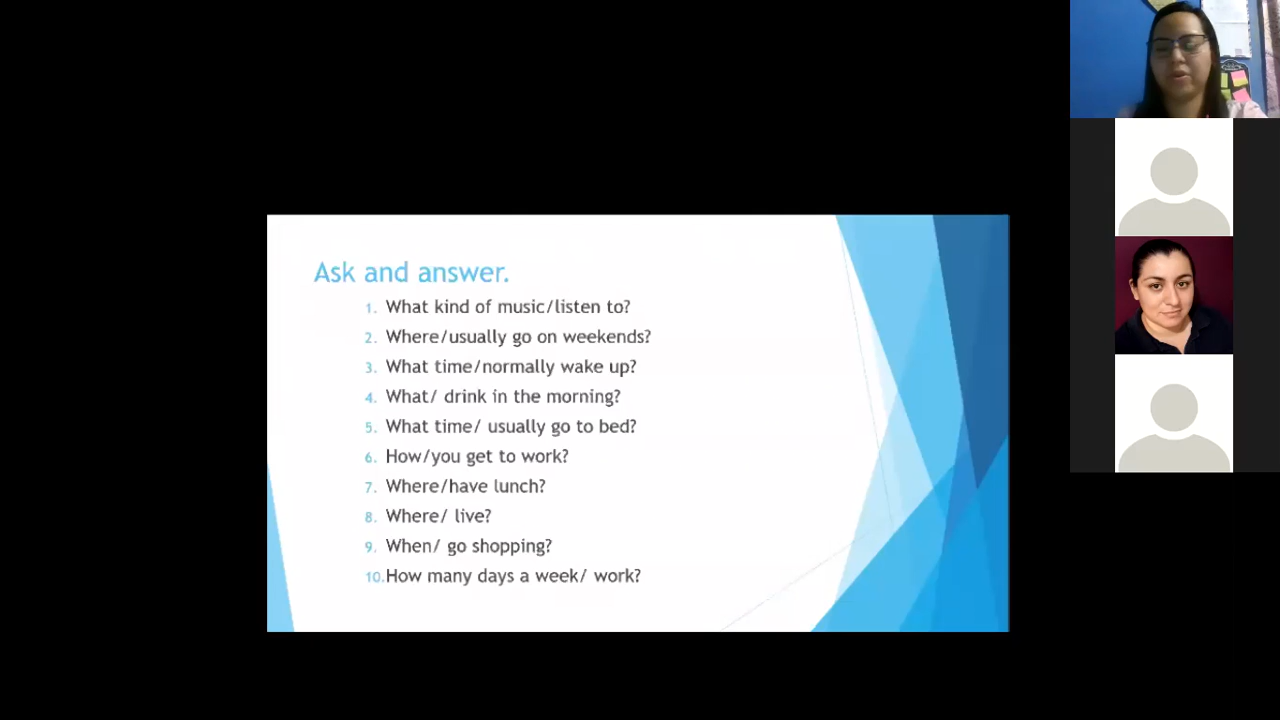 Ask and answer.
1. What kind of music/listen to?
2. Where/usually go on weekends?
3. What time/normally wake up?
4. What/ drink in the morning?
5. What time/ usually go to bed?
6. How/you get to work?
7. Where/have lunch?
8. Where/ live?
9. When/ go shopping?
10. How many days a week/ work?